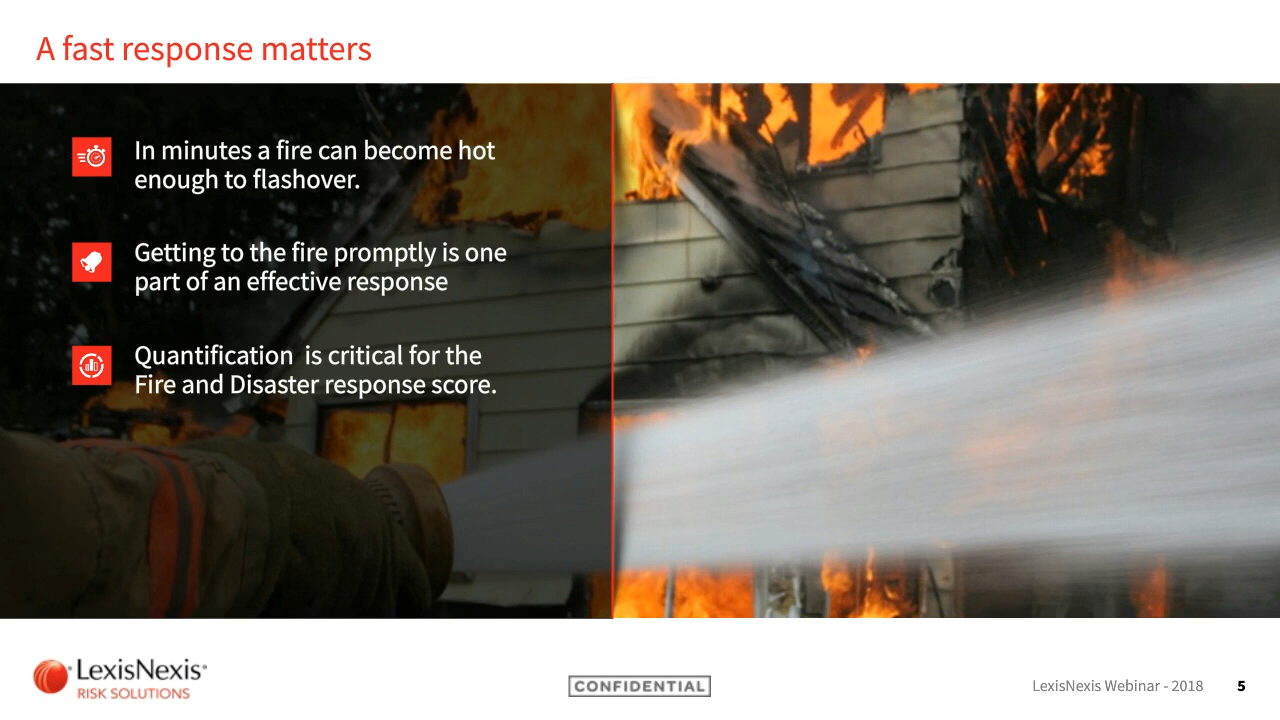 A fast response matters
In minutes a fire can become hot
enough to flashover.
Getting to the fire promptly is one
part of an effective response
Quantification  is critical for the
Fire and Disaster response score.
LexisNexis®
RISK SOLUTIONS
CONFIDENTIAL
LexisNexis Webinar - 2018
5